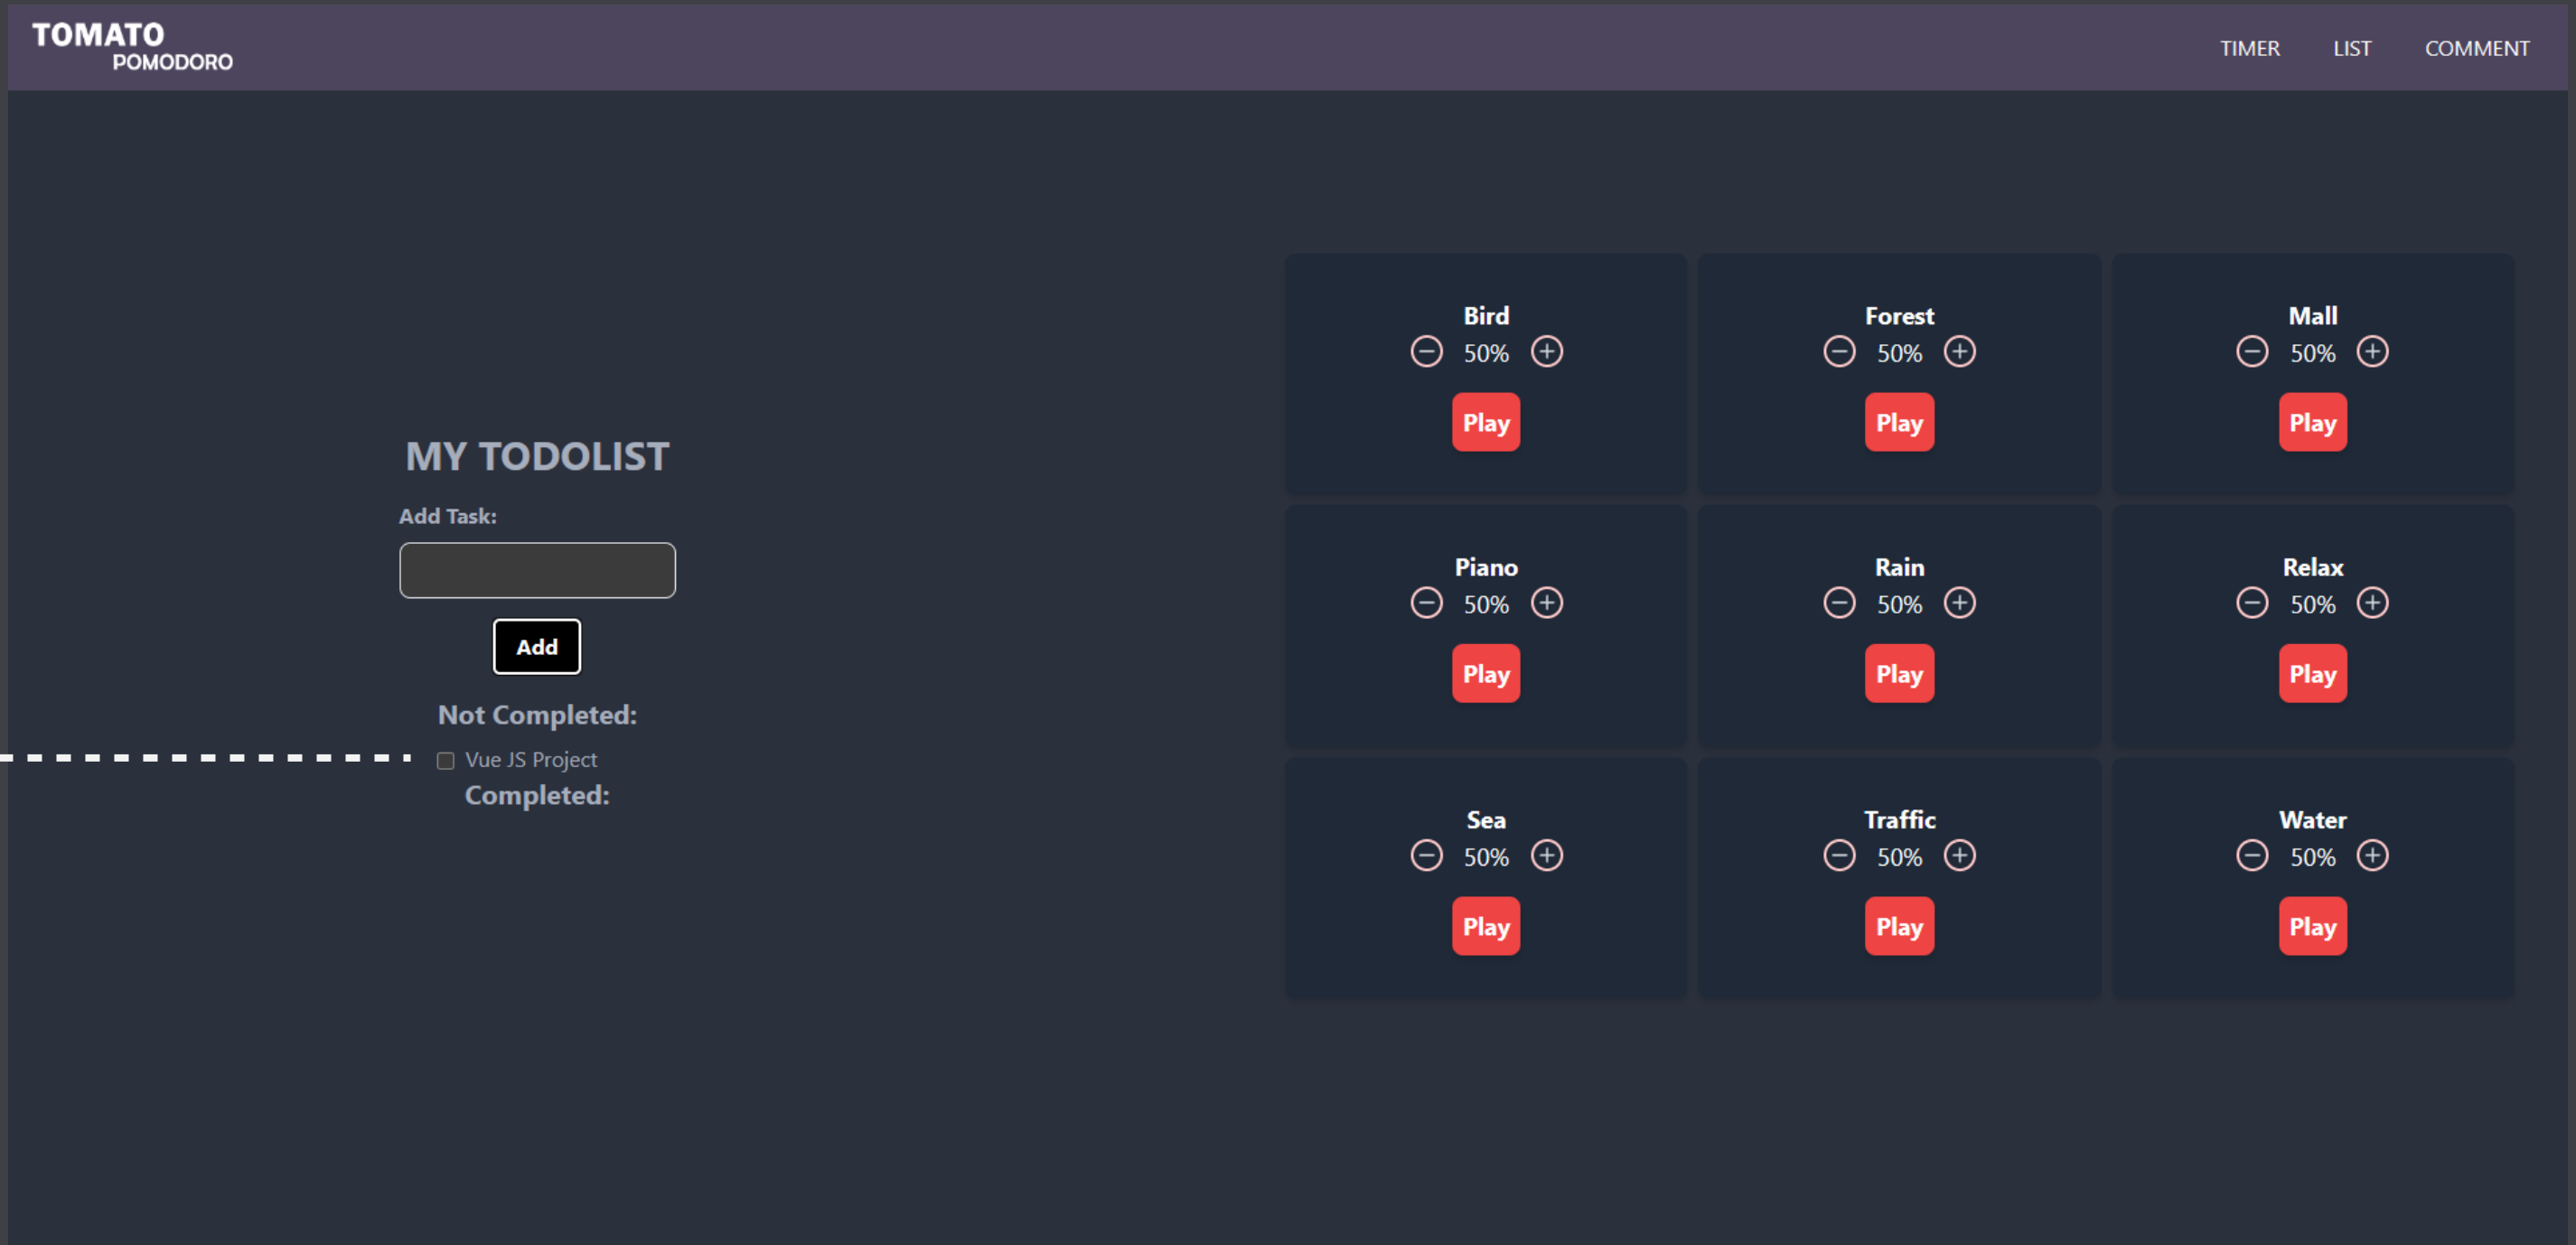 TOMATO
POMODORO
TIMER LIST COMMENT
MY TODOLIST
Add Task:
Add
Not Completed:
Vue JS Project
Completed:
Bird
50%
Play
Forest
50%
Play
Mall
50%
Play
Piano
50%
Play
Rain
50%
Play
Relax
50%
Play
Sea
50%
Play
Traffic
50%
Play
Water
50%
Play